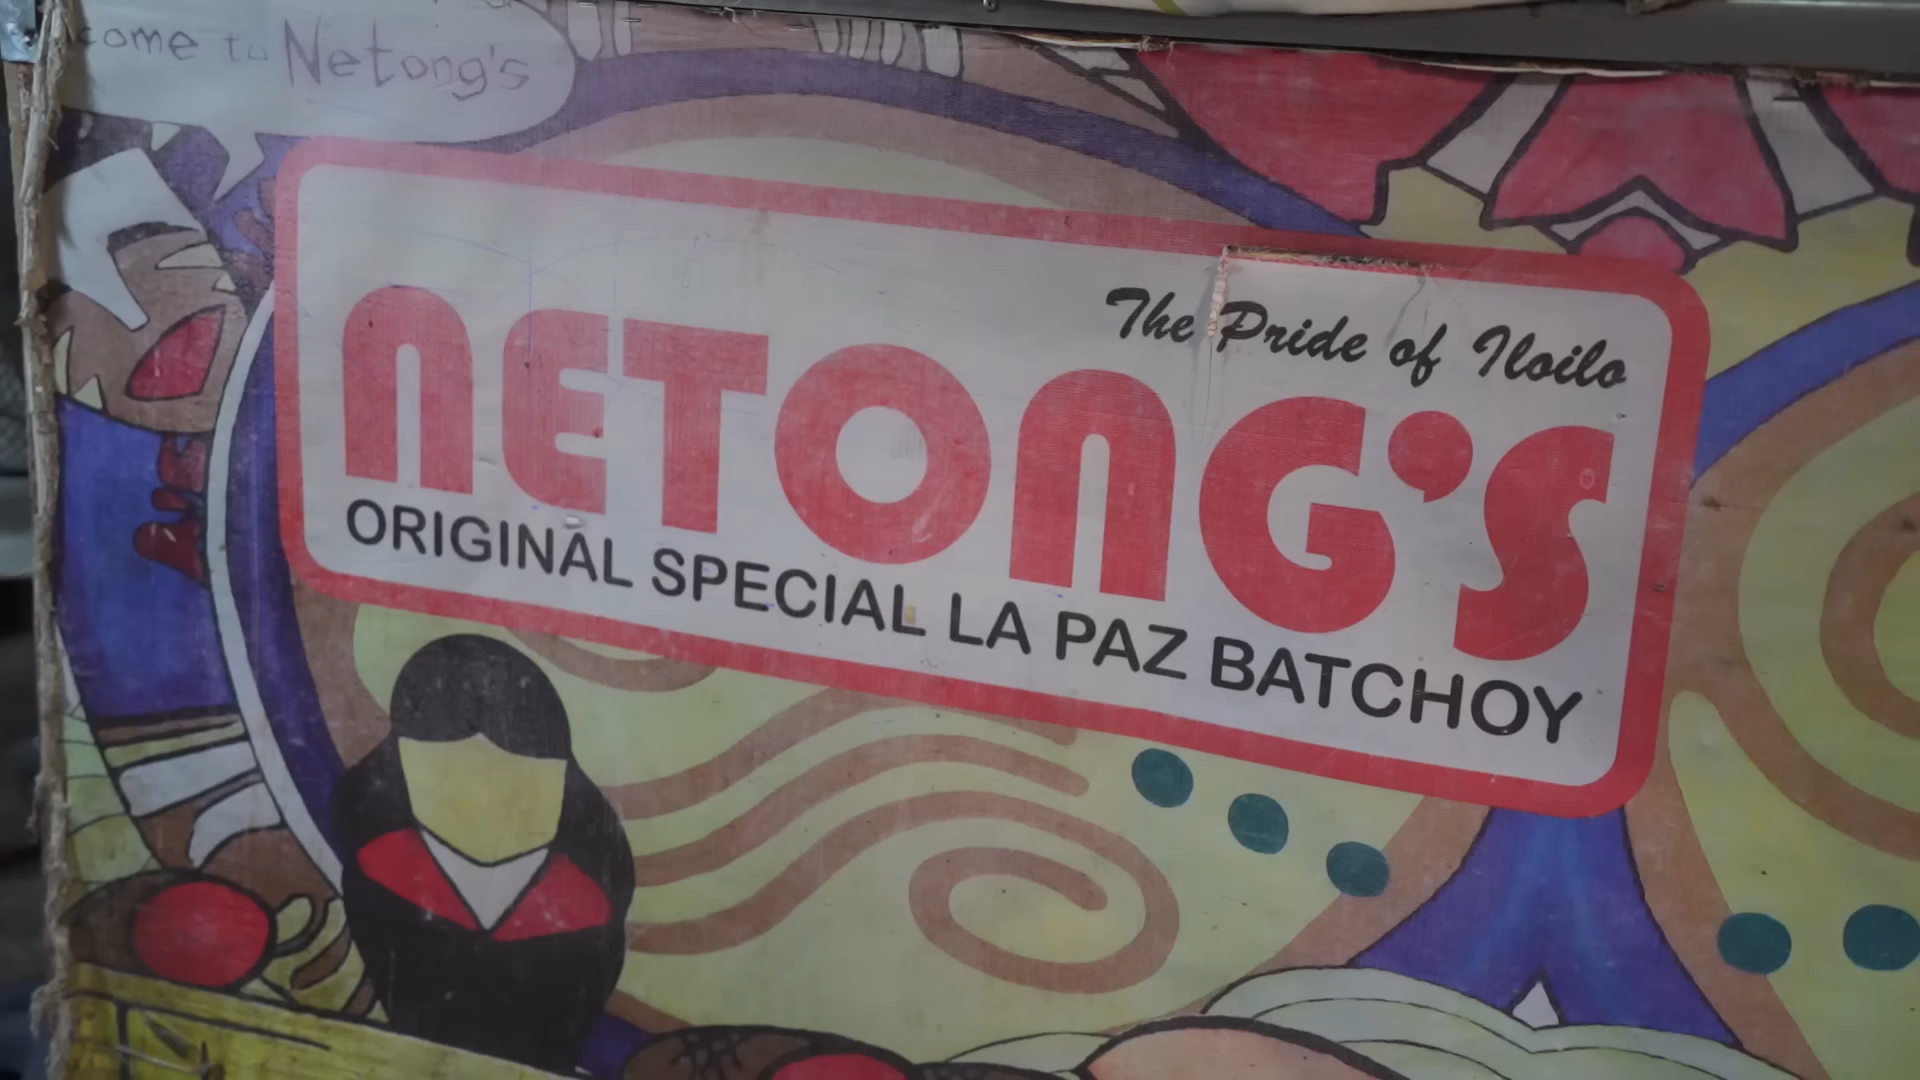 come to Netong's
The Pride of Iloilo
NETONG'S
ORIGINAL SPECIAL LA PAZ BATCHOY